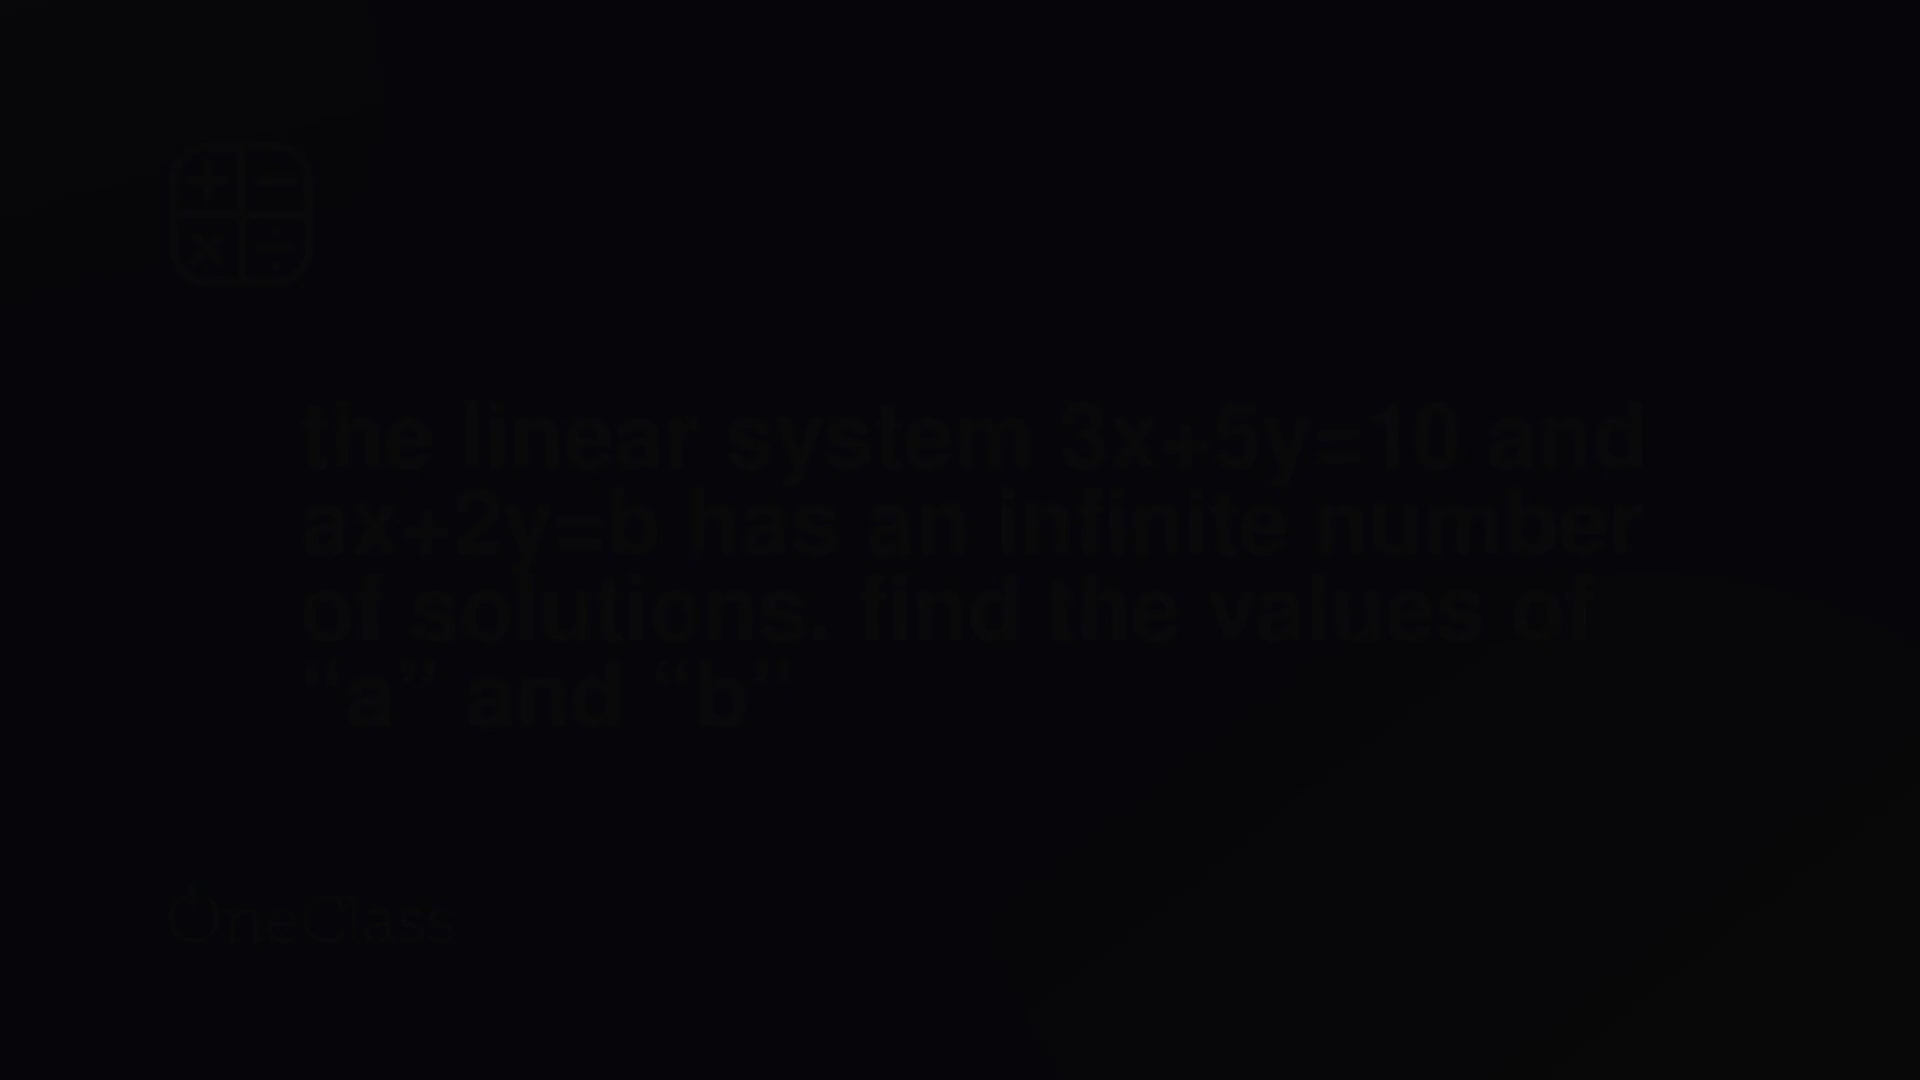 the linear system 3x+5y=10 and
ax+2y=b has an infinite number
of solutions. find the values of
“a” and “b”
OneClass